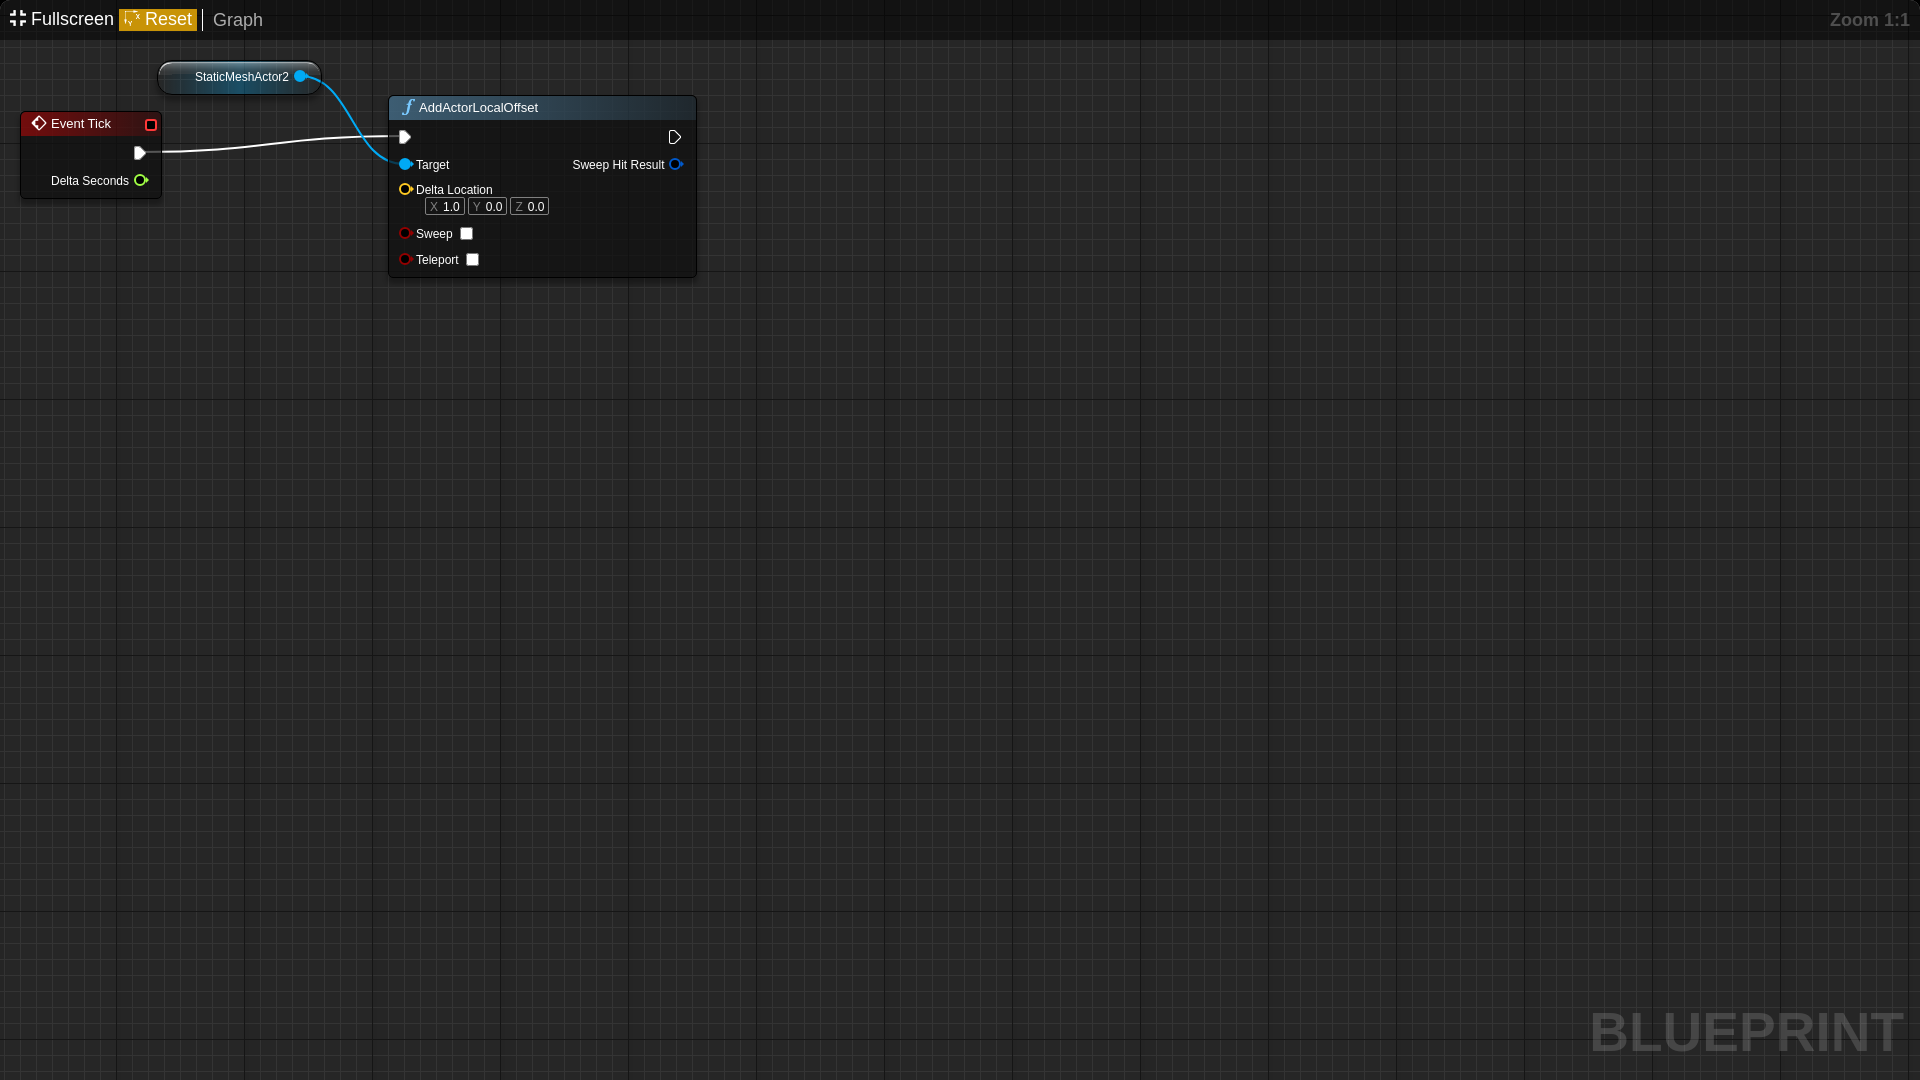 Fullscreen Reset Graph Zoom 1:1
StaticMeshActor2
AddActorLocalOffset
Event Tick
Target Sweep Hit Result
Delta Seconds
Delta Location
X 1.0 Y 0.0 Z 0.0
Sweep
Teleport
BLUEPRINT